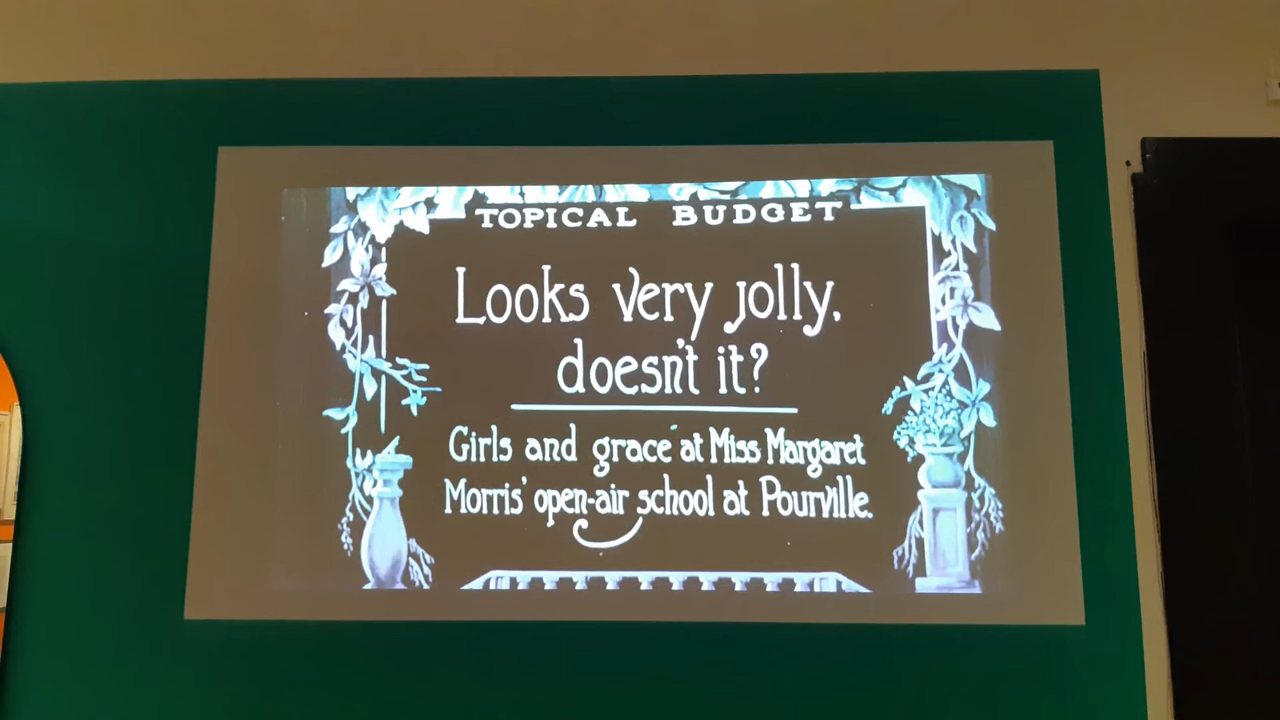 TOPICAL BUDGET
Looks very jolly,
doesn't it?
Girls and grace at Miss Margaret
Morris' open-air school at Pourville.